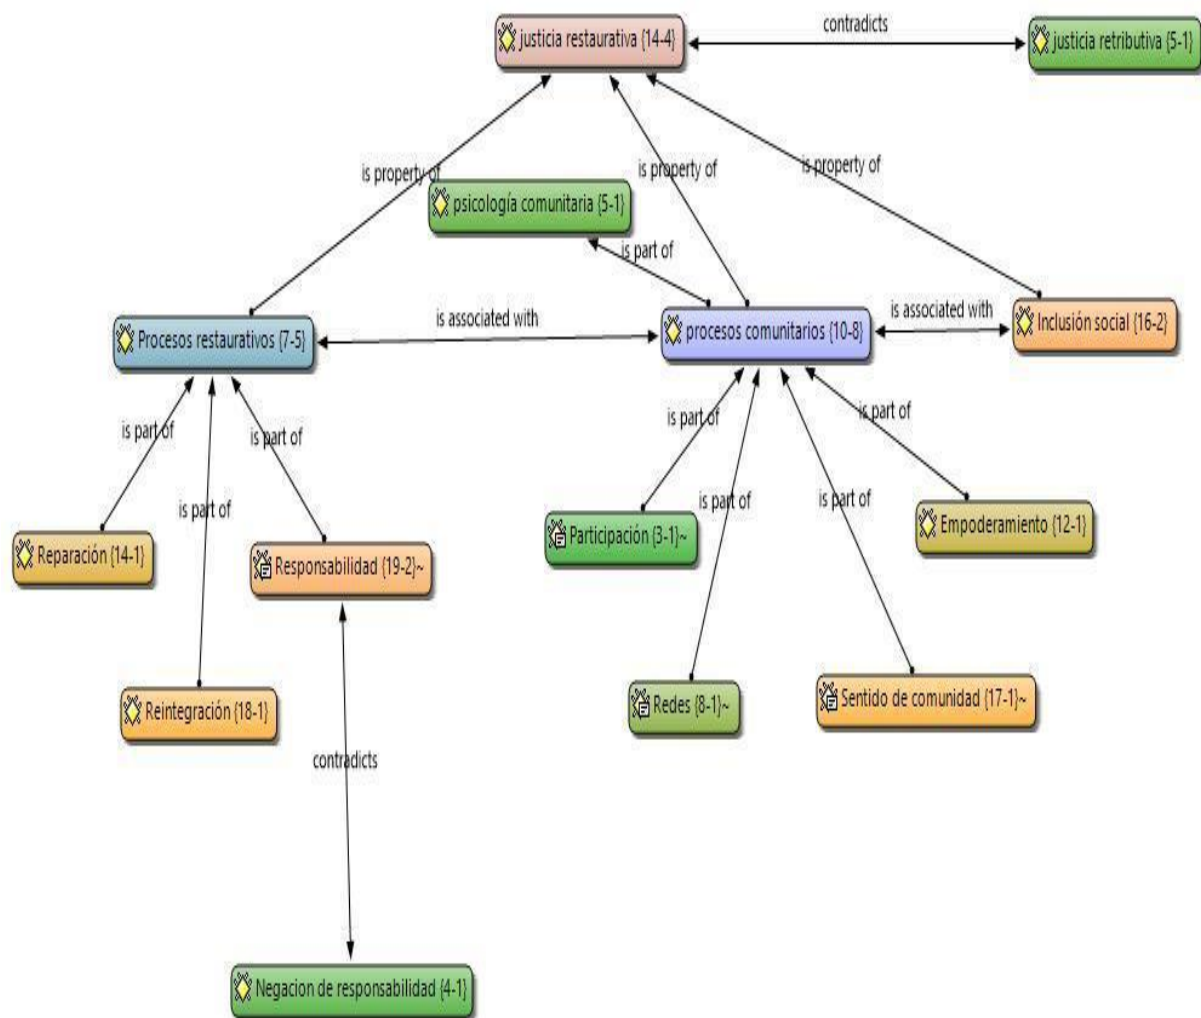 contradicts
justicia restaurativa {14-4}
justicia retributiva {5-1}
is property of
is property of
is property of
psicología comunitaria {5-1}
is part of
is associated with
is associated with
Procesos restaurativos {7-5}
procesos comunitarios {10-8}
Inclusión social {16-2}
is part of
is part of
is part of
is part of
is part of
is part of
is part of
Reparación {14-1}
Responsabilidad {19-2}~
Participación {3-1}~
Empoderamiento {12-1}
Reintegración {18-1}
Redes {8-1}~
Sentido de comunidad {17-1}~
contradicts
Negacion de responsabilidad {4-1}